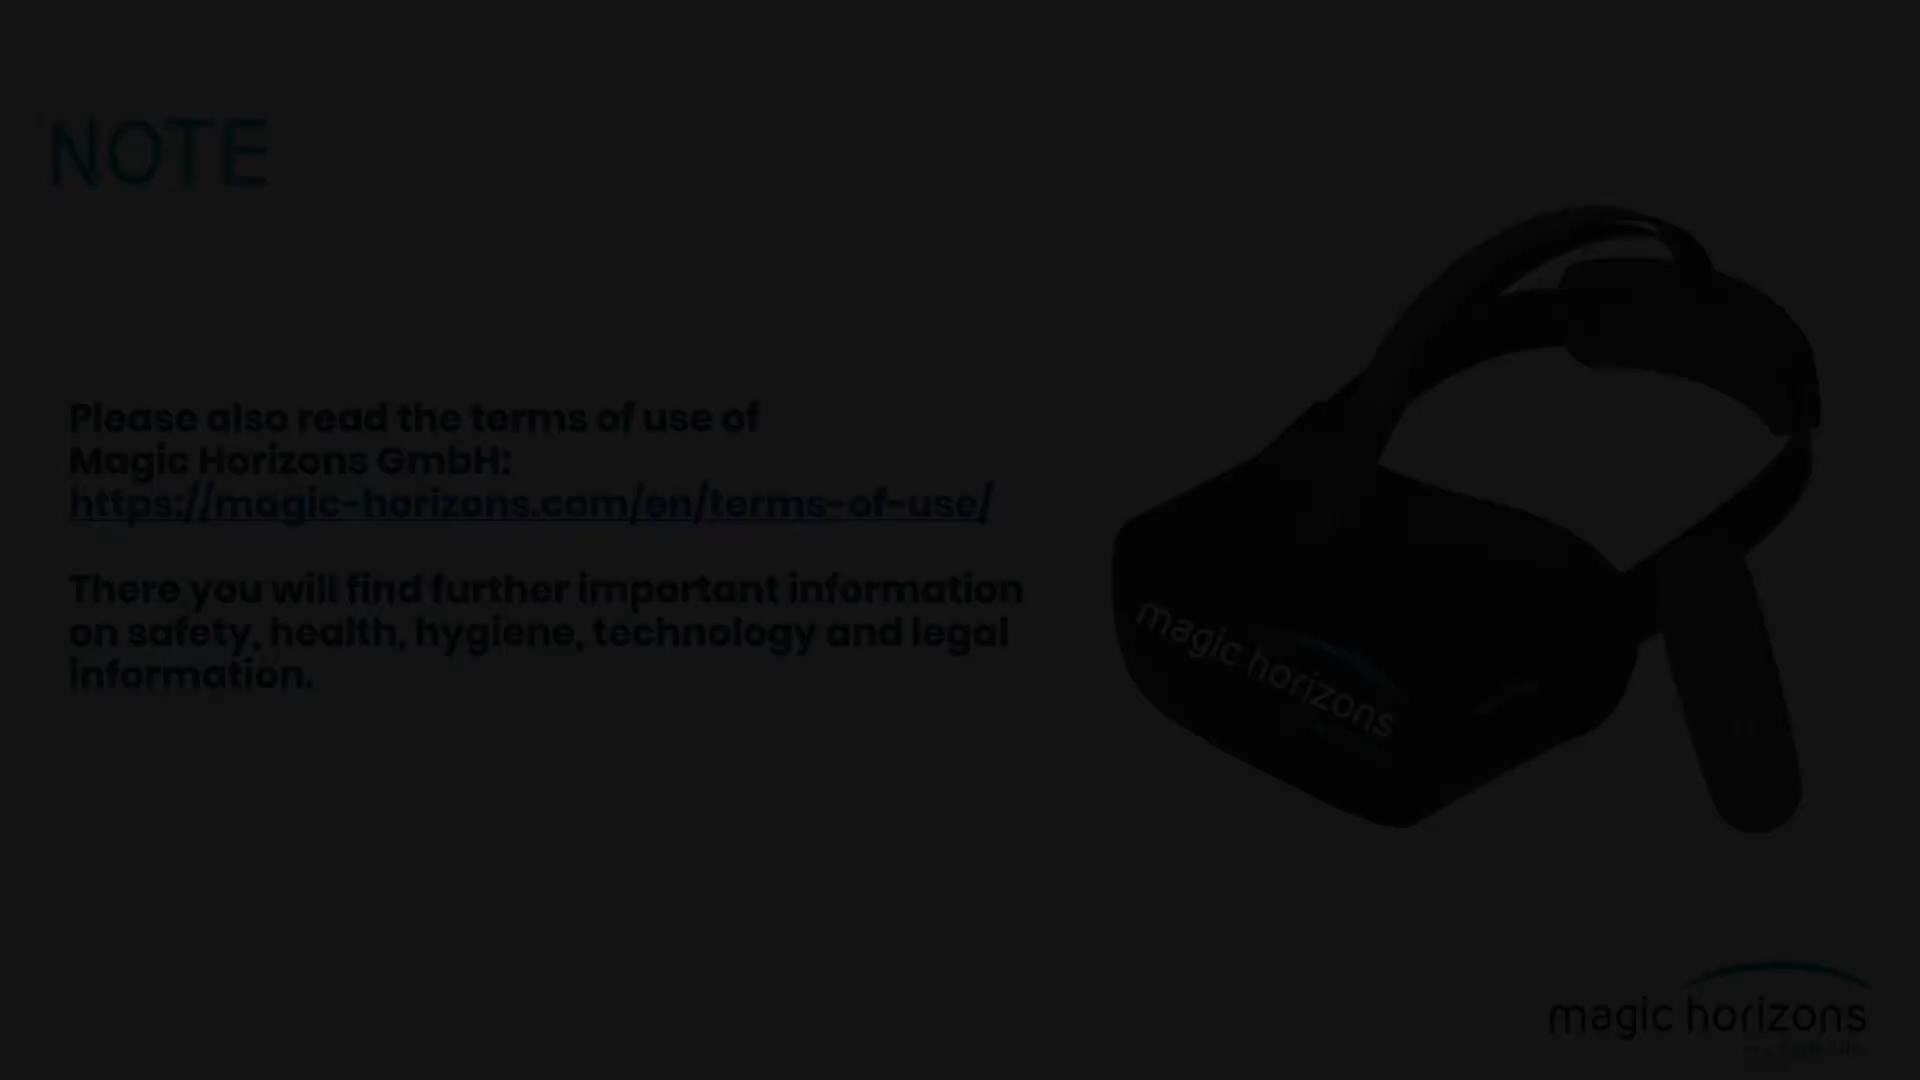 NOTE
Please also read the terms of use of
Magic Horizons GmbH:
https://magic-horizons.com/en/terms-of-use/
There you will find further important information
on safety, health, hygiene, technology and legal
information.
magic horizons
magic horizons